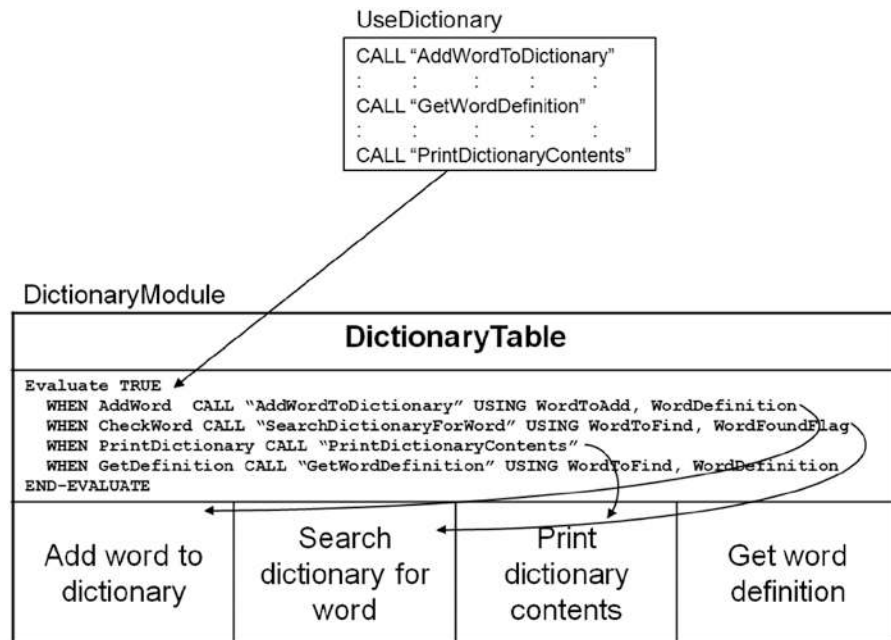 UseDictionary
CALL “AddWordToDictionary”
: : : : :
CALL “GetWordDefinition”
: : : : :
CALL “PrintDictionaryContents”
DictionaryModule
DictionaryTable
Evaluate TRUE
WHEN AddWord CALL “AddWordToDictionary” USING WordToAdd, WordDefinition
WHEN CheckWord CALL “SearchDictionaryForWord” USING WordToFind, WordFoundFlag
WHEN PrintDictionary CALL “PrintDictionaryContents”
WHEN GetDefinition CALL “GetWordDefinition” USING WordToFind, WordDefinition
END-EVALUATE
Add word to
dictionary
Search
dictionary for
word
Print
dictionary
contents
Get word
definition